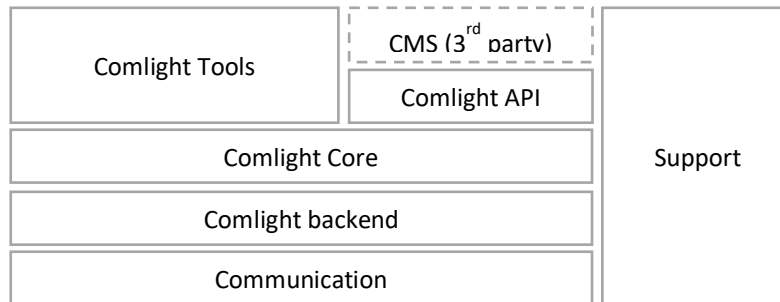 Comlight Tools
CMS (3rd party)
Comlight API
Comlight Core
Support
Comlight backend
Communication